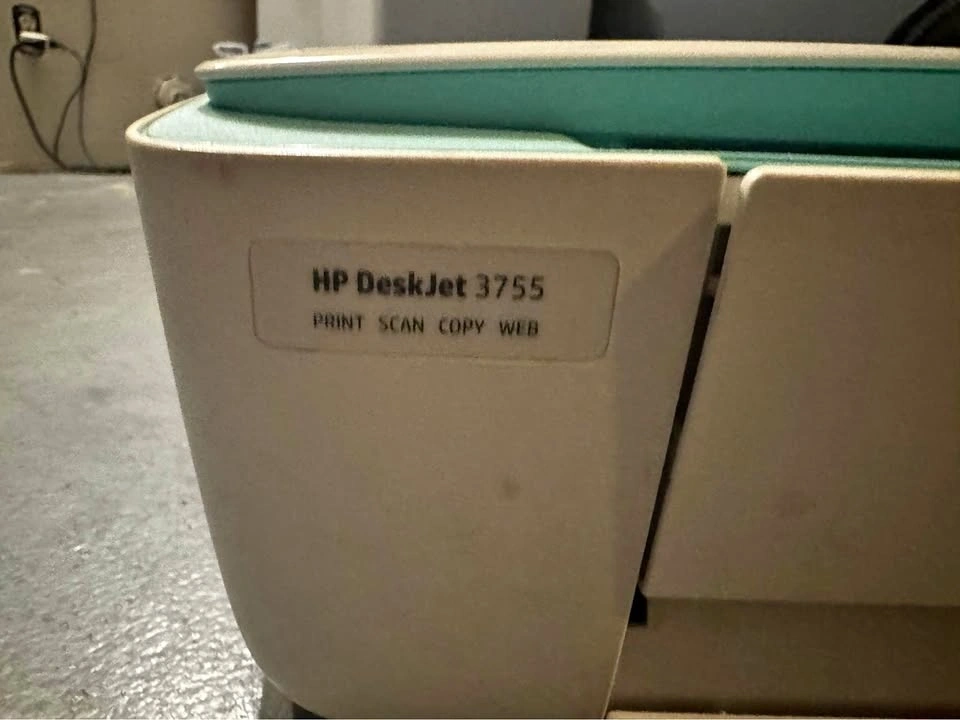 HP DeskJet 3755
PRINT SCAN COPY WEB